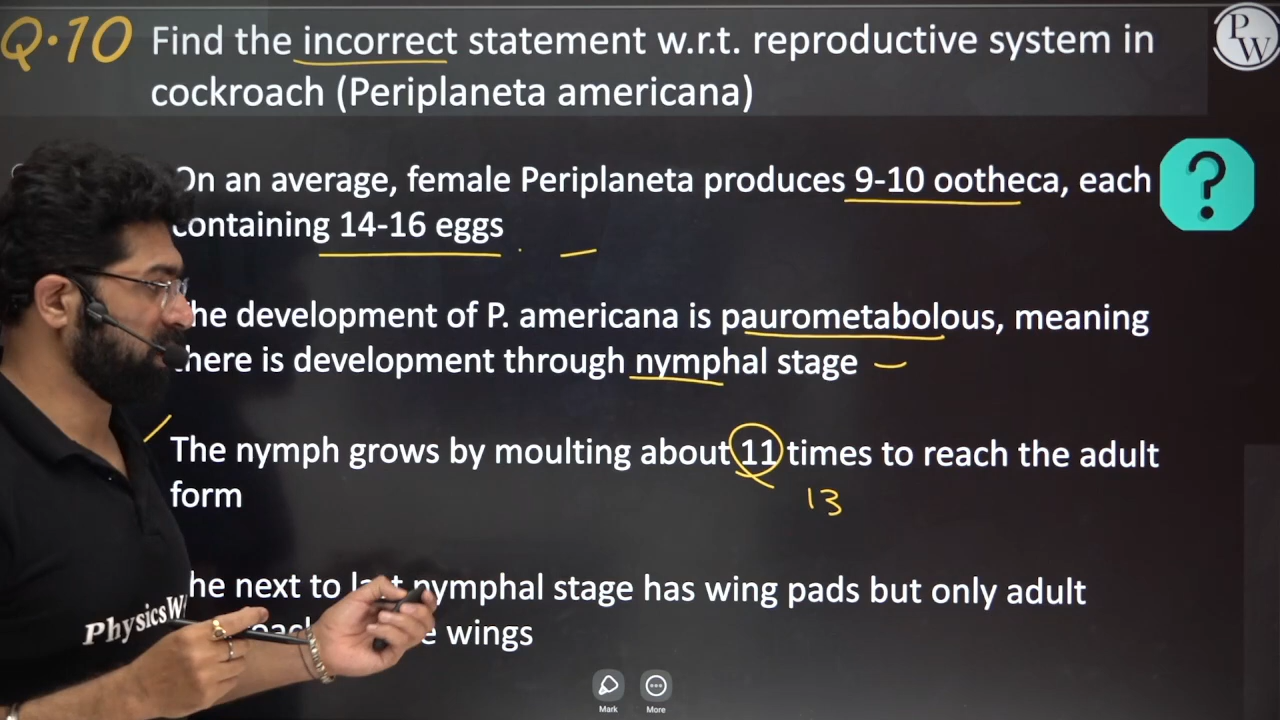 Q.10 Find the incorrect statement w.r.t. reproductive system in
cockroach (Periplaneta americana)
PW
On an average, female Periplaneta produces 9-10 ootheca, each
containing 14-16 eggs
?
he development of P. americana is paurometabolous, meaning
there is development through nymphal stage
The nymph grows by moulting about 11 times to reach the adult
form
13
he next to last nymphal stage has wing pads but only adult
wings
PhysicsW
Mark
More